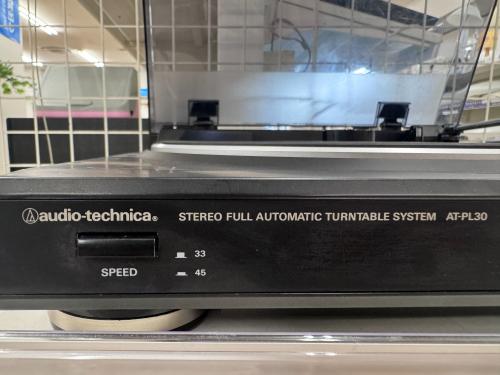 audio-technica®
STEREO FULL AUTOMATIC TURNTABLE SYSTEM AT-PL30
33
SPEED
45